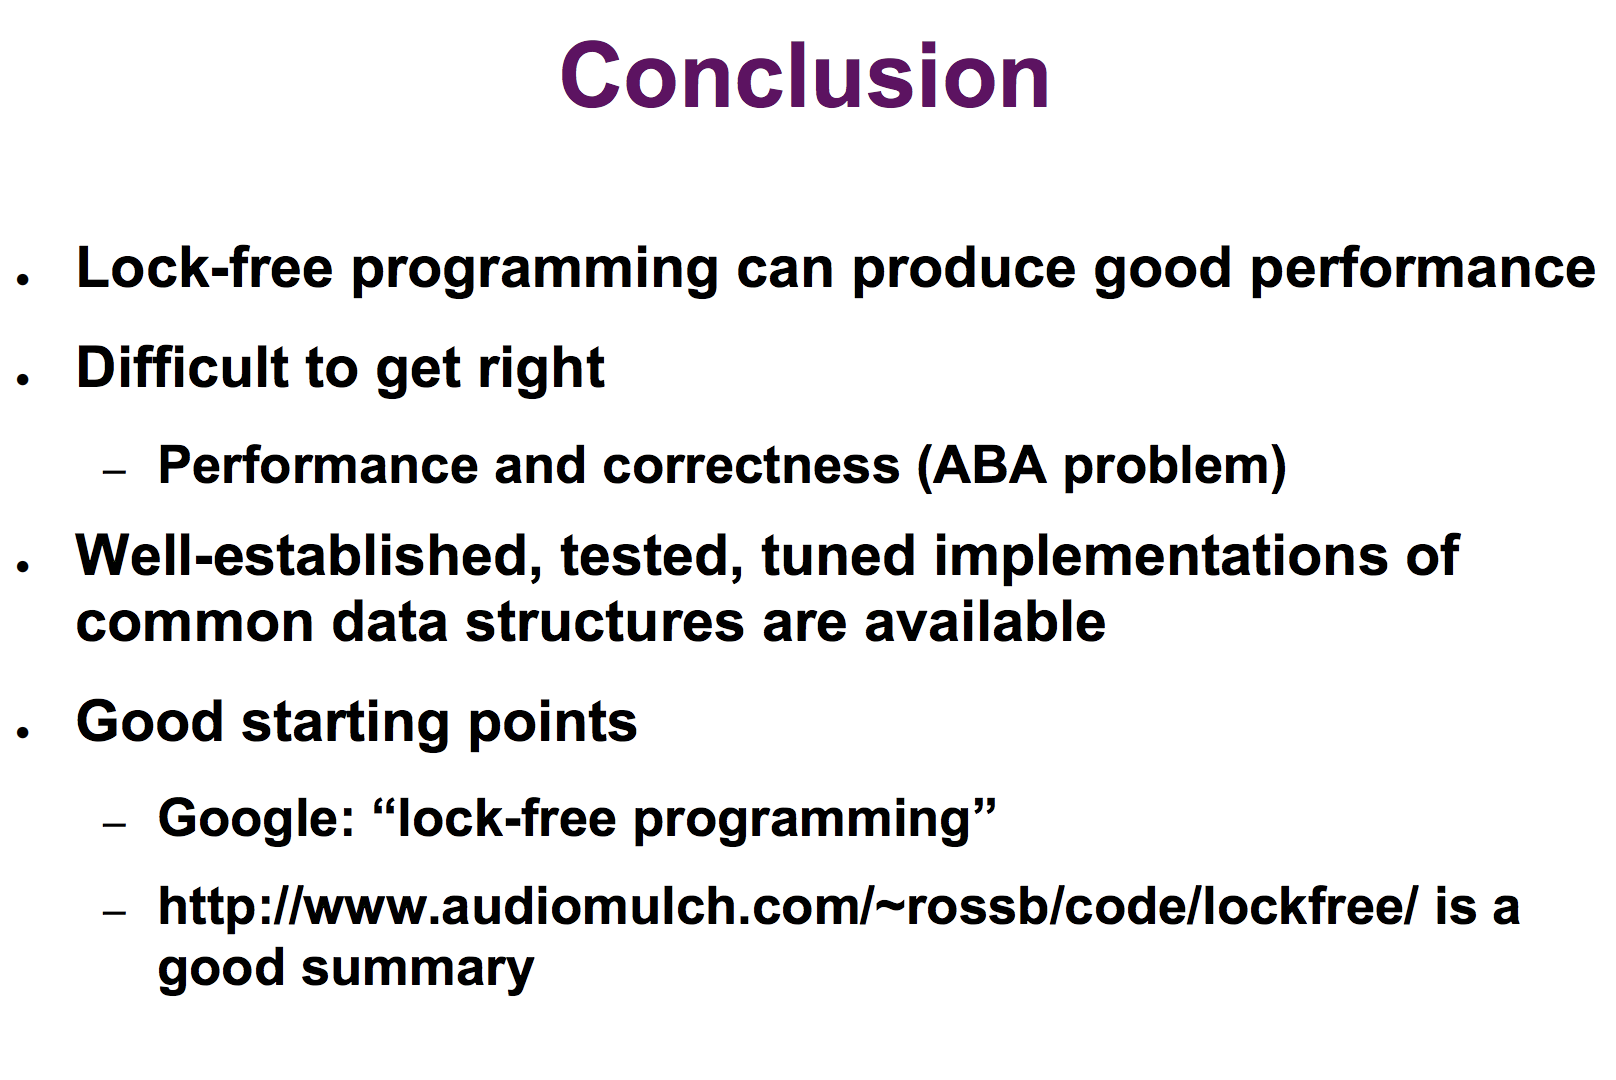 Conclusion
• Lock-free programming can produce good performance
• Difficult to get right
– Performance and correctness (ABA problem)
• Well-established, tested, tuned implementations of
common data structures are available
• Good starting points
– Google: “lock-free programming”
– http://www.audiomulch.com/~rossb/code/lockfree/ is a
good summary